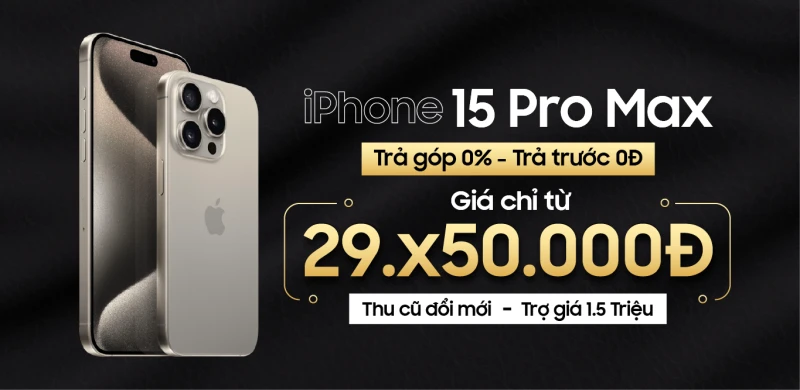 iPhone 15 Pro Max
Trả góp 0% - Trả trước 0Đ
Giá chỉ từ
29.x50.000Đ
Thu cũ đổi mới - Trợ giá 1.5 Triệu